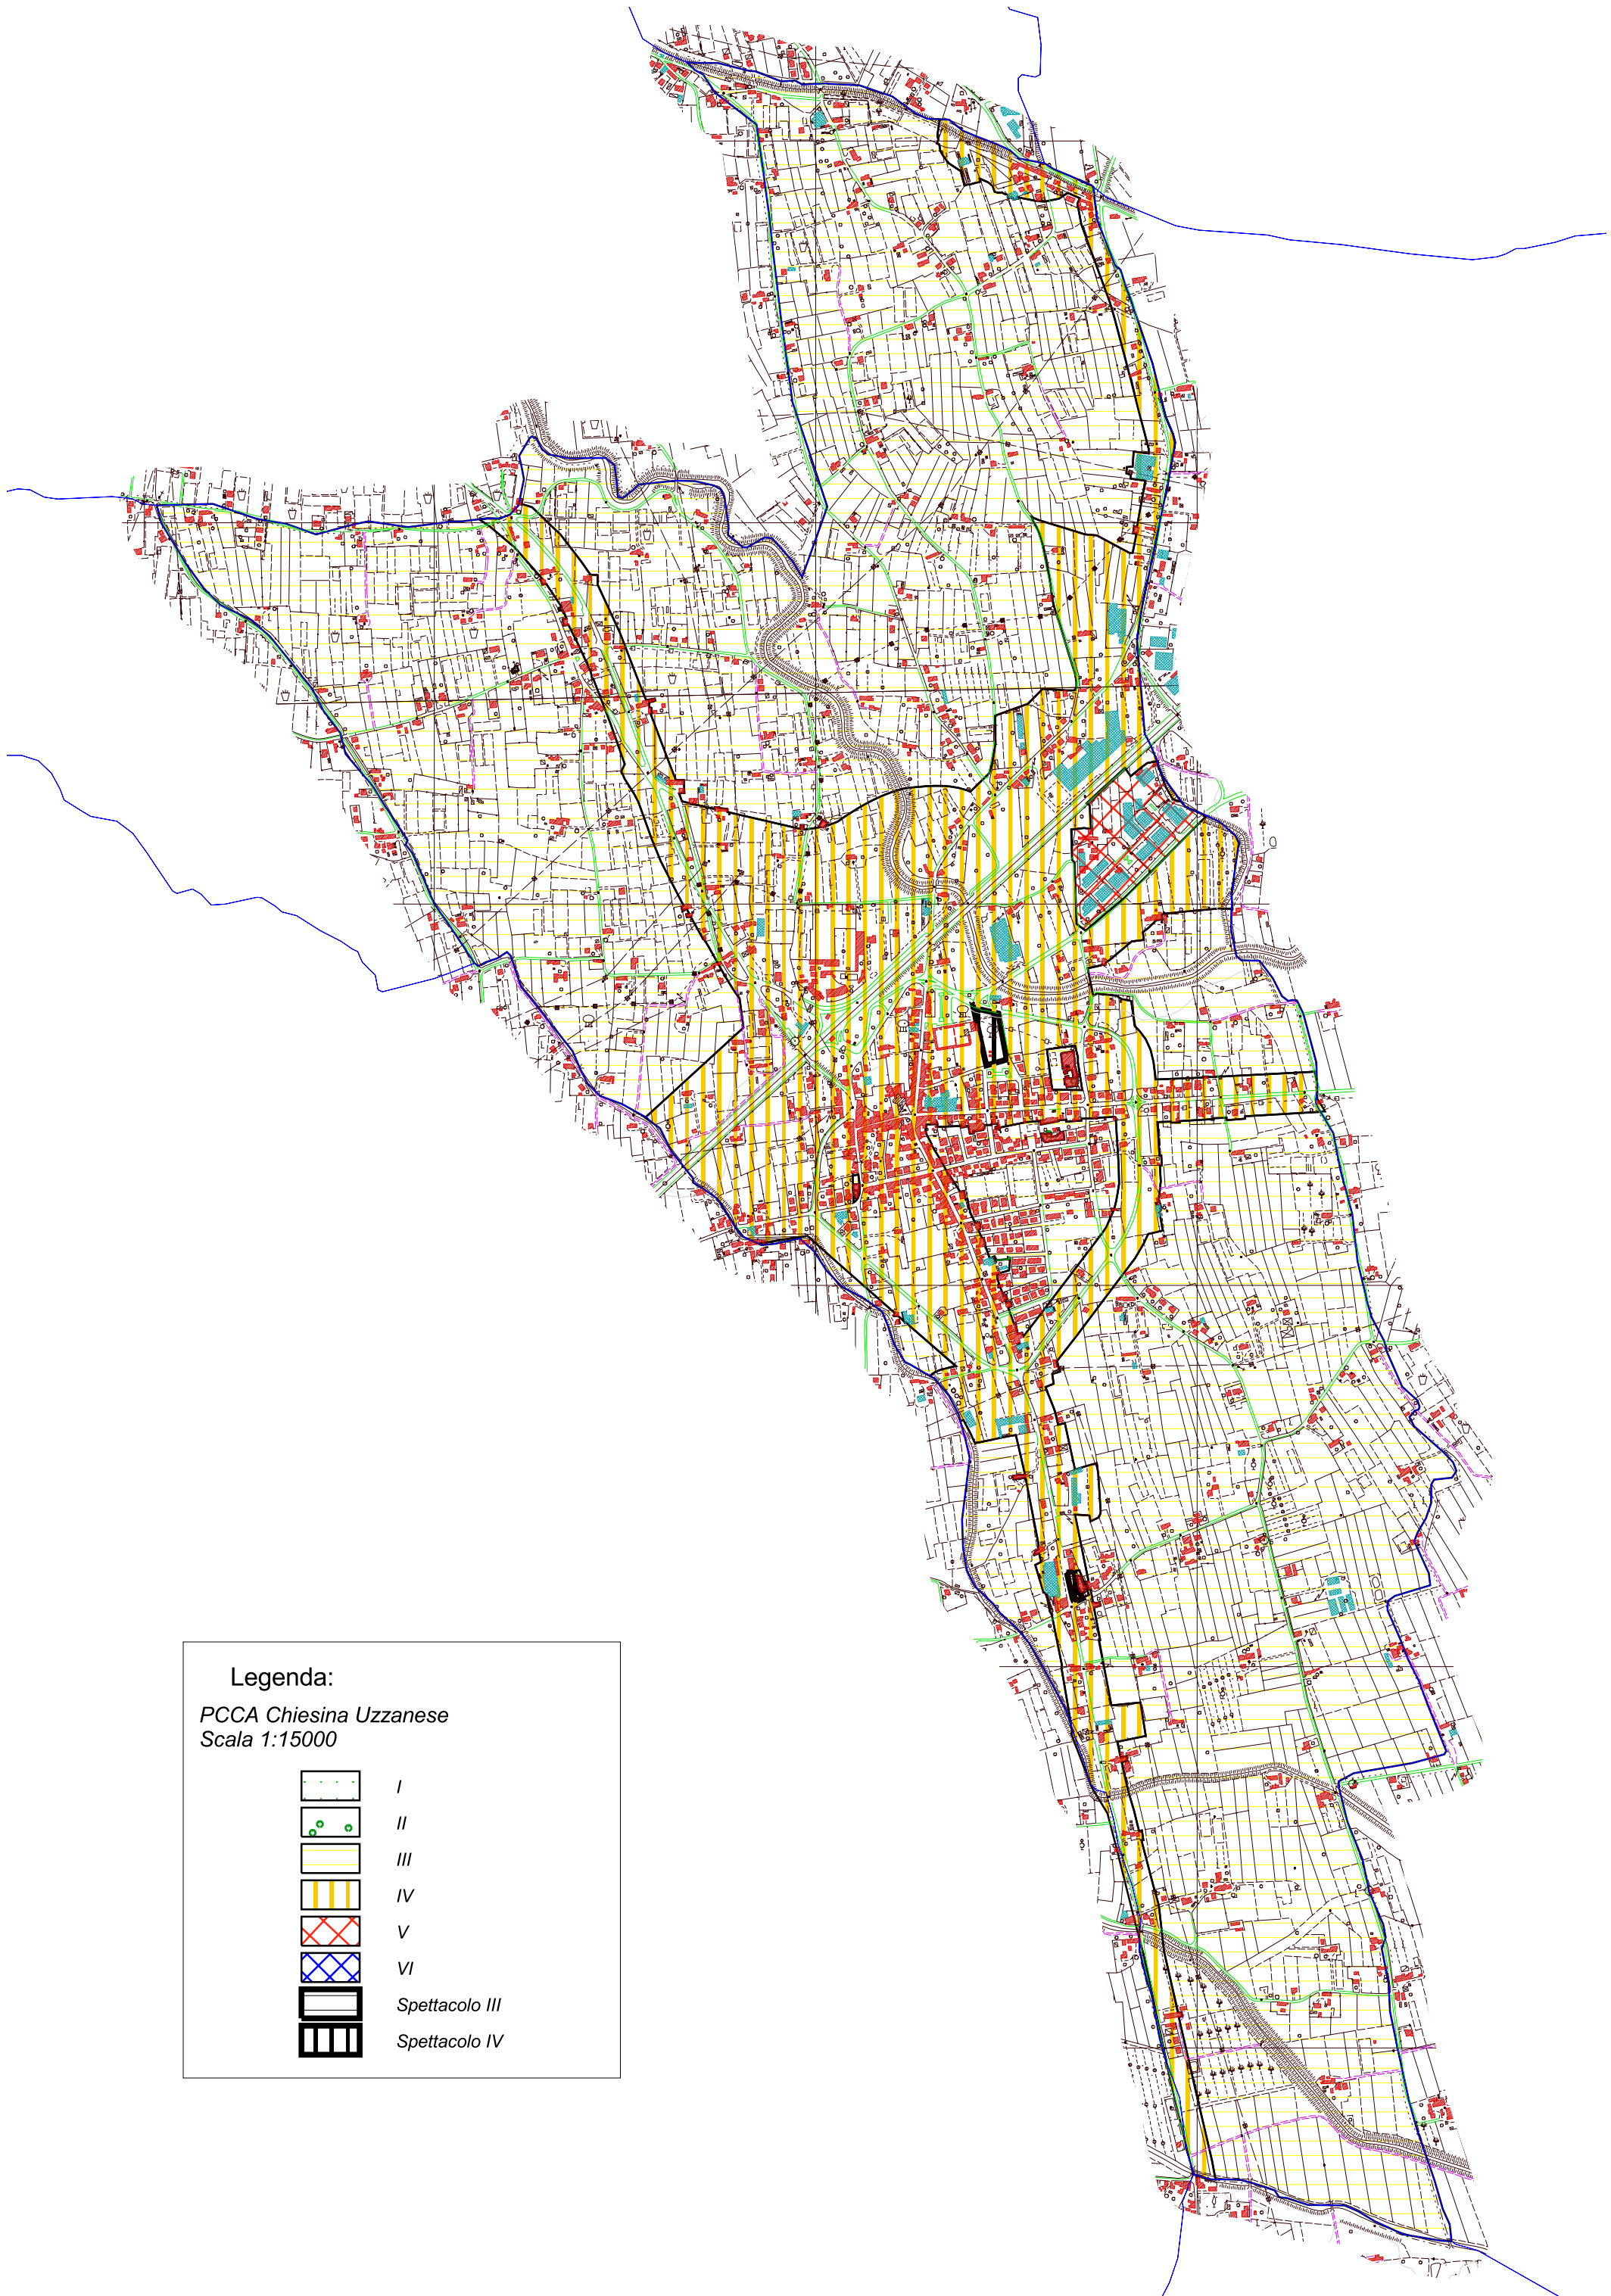 Legenda:
PCCA Chiesina Uzzanese
Scala 1:15000
I
II
III
IV
V
VI
Spettacolo III
Spettacolo IV